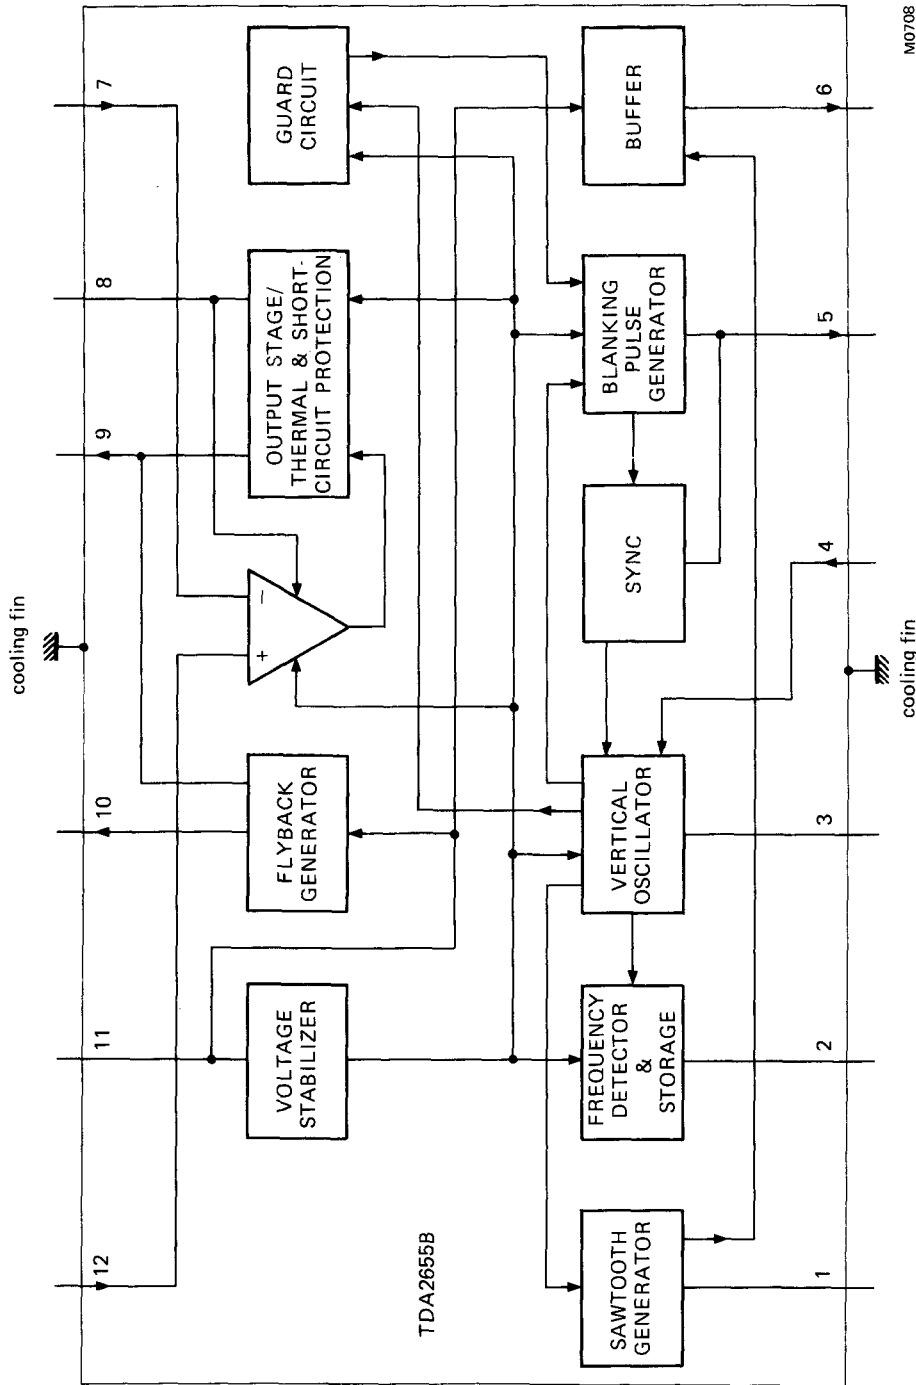 cooling fin
12
11
10
9
8
7
VOLTAGE
STABILIZER
FLYBACK
GENERATOR
+
−
OUTPUT STAGE/
THERMAL & SHORT-
CIRCUIT PROTECTION
GUARD
CIRCUIT
TDA2655B
SAWTOOTH
GENERATOR
FREQUENCY
DETECTOR
&
STORAGE
VERTICAL
OSCILLATOR
SYNC
BLANKING
PULSE
GENERATOR
BUFFER
1
2
3
4
5
6
cooling fin
M0708